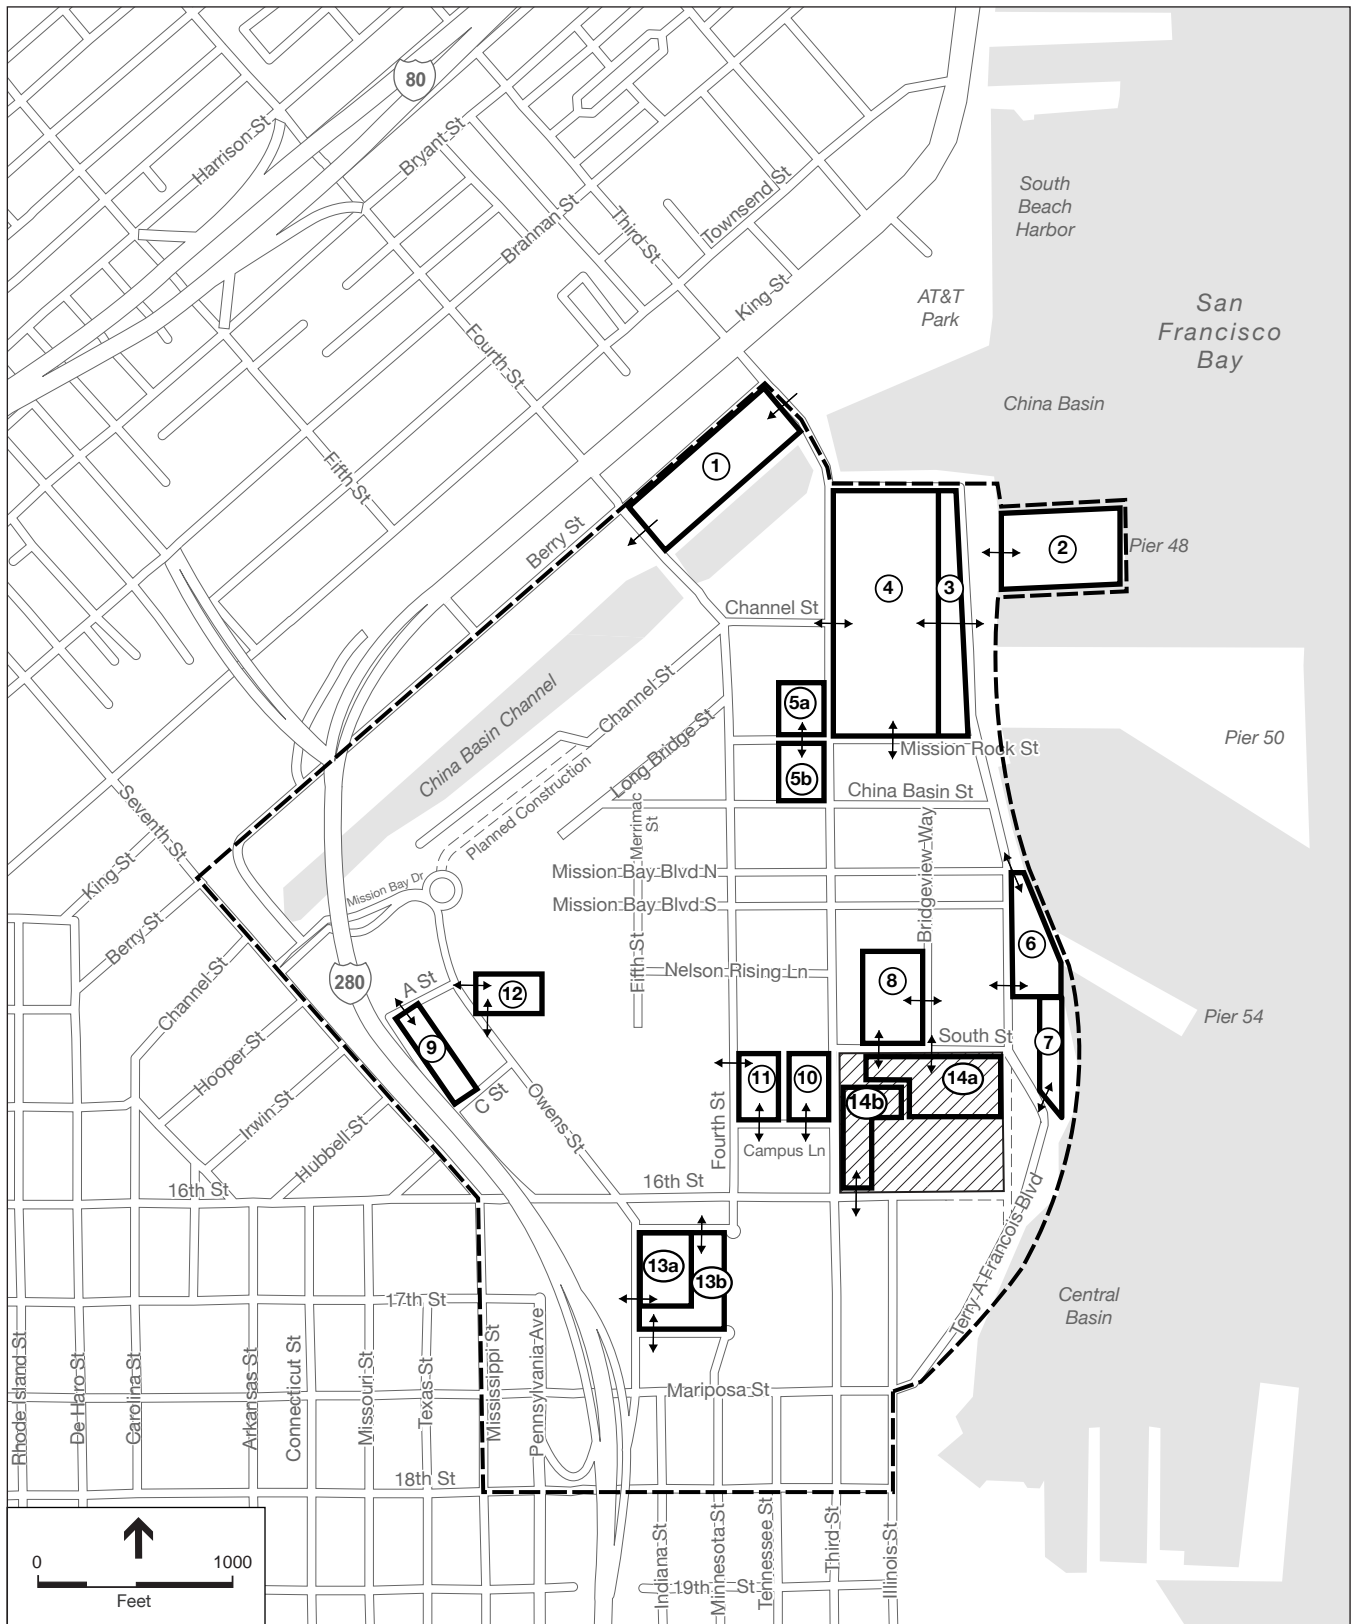 80
Harrison St
Bryant St
Brannan St
Third St
Townsend St
King St
South
Beach
Harbor
AT&T
Park
San
Francisco
Bay
Fourth St
China Basin
Fifth St
1
Berry St
2
Pier 48
4
3
Channel St
5a
Channel St
China Basin Channel
Long Bridge St
Mission Rock St
Pier 50
5b
Planned Construction
China Basin St
Seventh St
Merrimac
St
Bridgeview Way
King St
Mission Bay Dr
Mission Bay Blvd N
Mission Bay Blvd S
Berry St
6
Fifth St
Nelson Rising Ln
280
A St
12
8
Channel St
Pier 54
9
South St
7
Hooper St
C St
Owens St
11
10
14a
14b
Irwin St
Hubbell St
Fourth St
Campus Ln
16th St
16th St
Terry A Francois Blvd
13a
13b
17th St
Central
Basin
Rhode Island St
De Haro St
Carolina St
Arkansas St
Connecticut St
Missouri St
Texas St
Mississippi St
Pennsylvania Ave
Mariposa St
18th St
Indiana St
Minnesota St
Tennessee St
Third St
Illinois St
19th St
0 1000
Feet